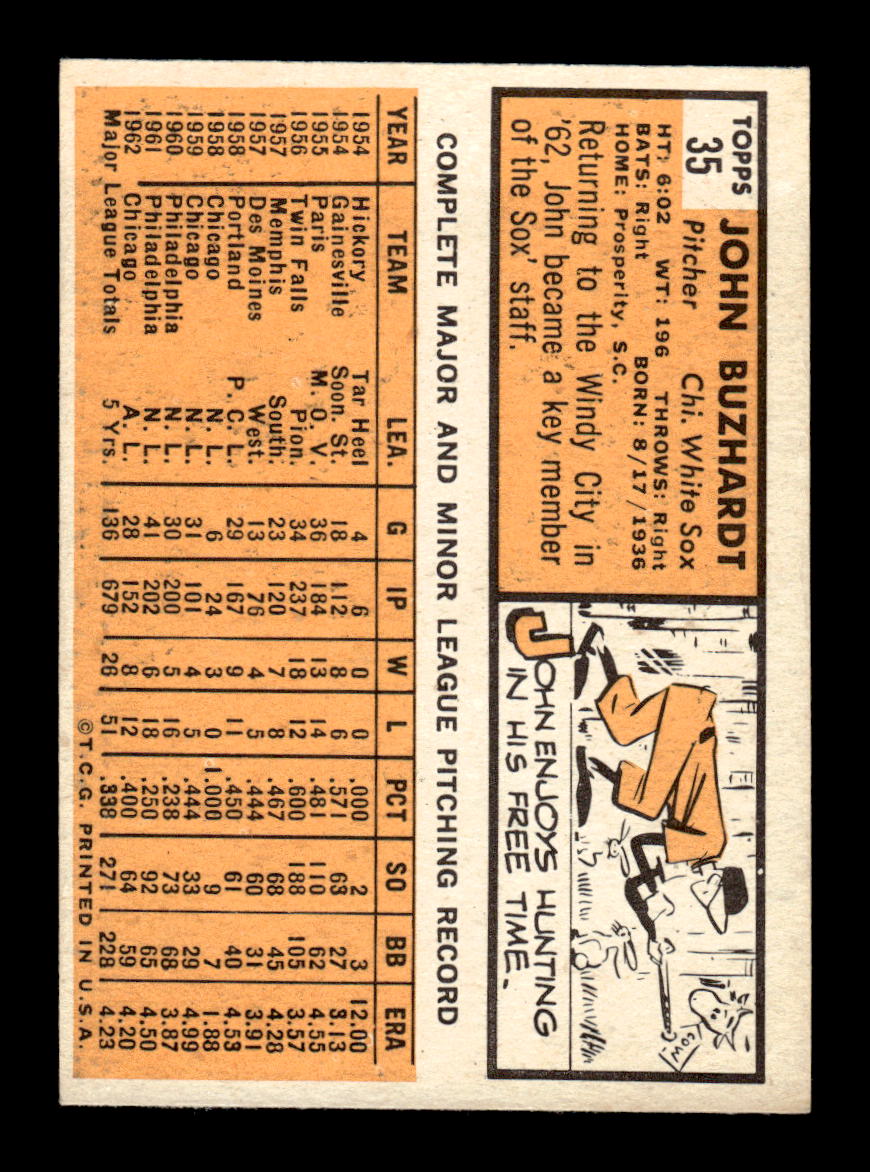 TOPPS
35
JOHN BUZHARDT
Pitcher Chi. White Sox
HT: 6:02 WT: 196 THROWS: Right
BATS: Right BORN: 8/17/1936
HOME: Prosperity, S.C.
Returning to the Windy City in
'62, John became a key member
of the Sox' staff.
COW
JOHN ENJOYS HUNTING
IN HIS FREE TIME.
COMPLETE MAJOR AND MINOR LEAGUE PITCHING RECORD
YEAR TEAM LEA. G IP W L PCT SO BB ERA
1954 Hickory Tar Heel 4 6 0 0 .000 2 3 12.00
1954 Gainesville Soon. St. 18 112 8 6 .571 63 27 3.13
1955 Paris M. O. V. 36 184 13 14 .481 110 62 4.55
1956 Twin Falls Pion. 34 237 18 12 .600 188 105 3.57
1957 Memphis South. 23 120 7 8 .467 68 45 4.28
1957 Des Moines West. 13 76 4 5 .444 60 31 3.91
1958 Portland P. C. L. 29 167 9 11 .450 61 40 4.53
1958 Chicago N. L. 6 24 3 0 1.000 9 7 1.88
1959 Chicago N. L. 31 101 4 5 .444 33 29 4.99
1960 Philadelphia N. L. 30 200 5 16 .238 73 68 3.87
1961 Philadelphia N. L. 41 202 6 18 .250 92 65 4.50
1962 Chicago A. L. 28 152 8 12 .400 64 59 4.20
Major League Totals 5 Yrs. 136 679 26 51 .338 271 228 4.23
©T.C.G. PRINTED IN U.S.A.